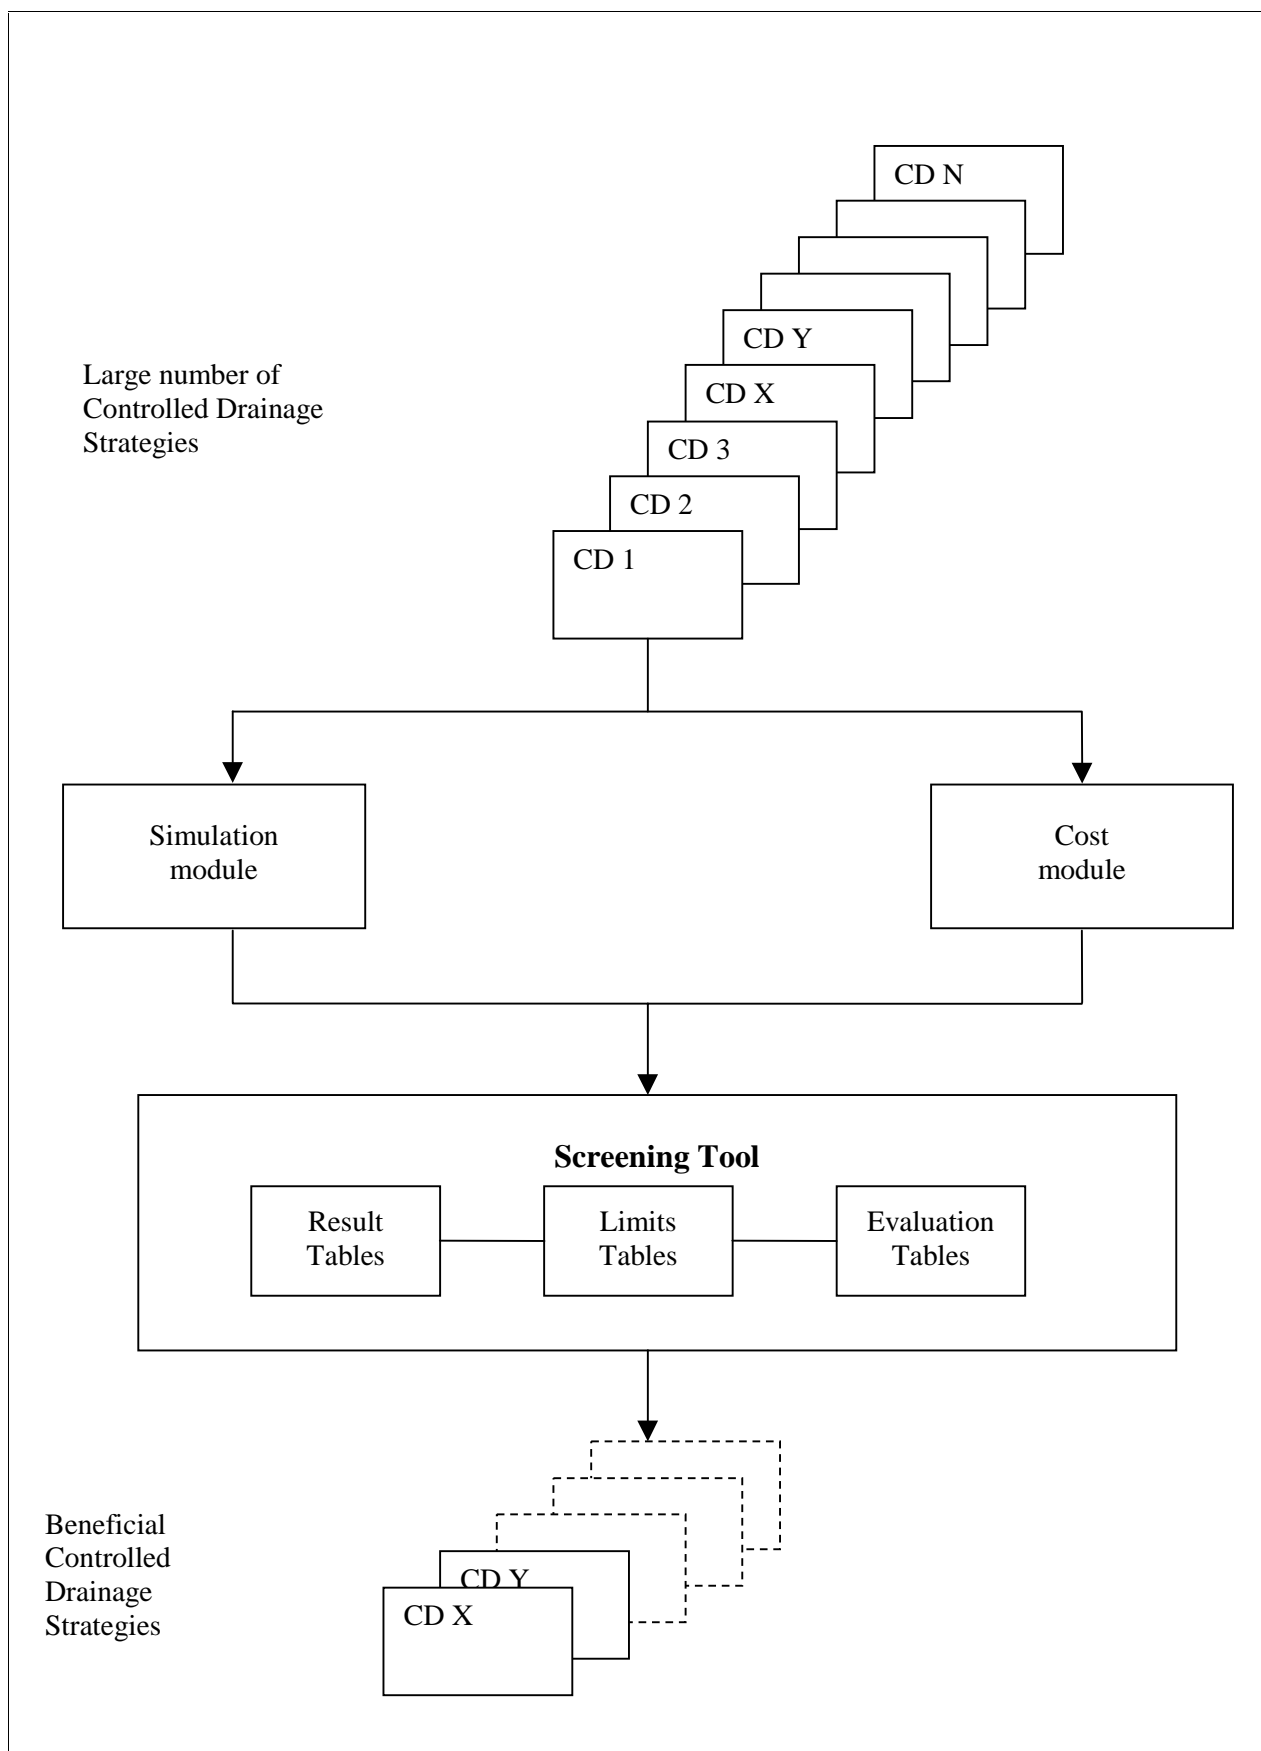 CD N
CD Y
CD X
CD 3
CD 2
CD 1
Large number of
Controlled Drainage
Strategies
Simulation
module
Cost
module
Screening Tool
Result
Tables
Limits
Tables
Evaluation
Tables
Beneficial
Controlled
Drainage
Strategies
CD Y
CD X